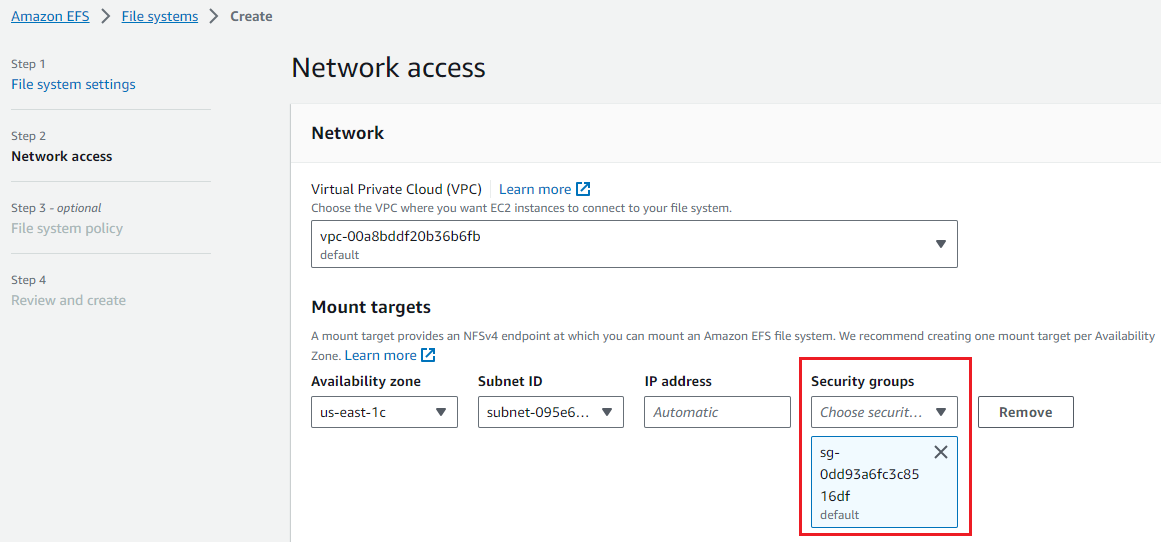 Amazon EFS > File systems > Create
Step 1
File system settings
Step 2
Network access
Step 3 - optional
File system policy
Step 4
Review and create
Network access
Network
Virtual Private Cloud (VPC) Learn more
Choose the VPC where you want EC2 instances to connect to your file system.
vpc-00a8bddf20b36b6fb
default
Mount targets
A mount target provides an NFSv4 endpoint at which you can mount an Amazon EFS file system. We recommend creating one mount target per Availability
Zone. Learn more
Availability zone Subnet ID IP address Security groups
us-east-1c subnet-095e6... Automatic Choose securit... Remove
sg-
0dd93a6fc3c85
16df
default